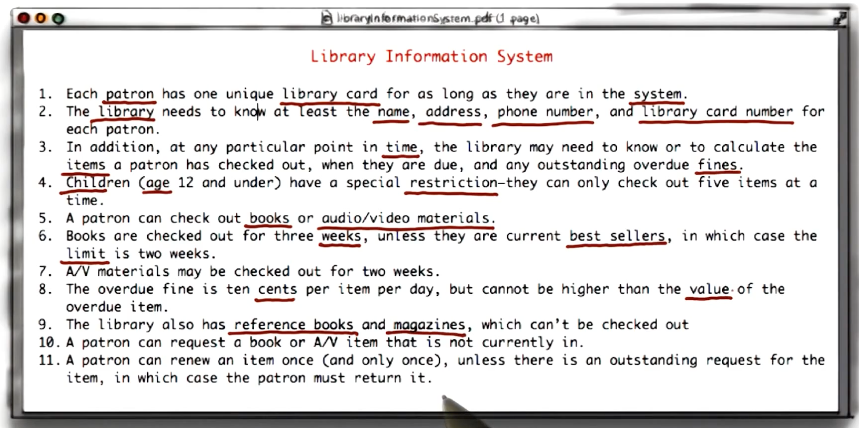 libraryInformationSystem.pdf (1 page)
Library Information System
1. Each patron has one unique library card for as long as they are in the system.
2. The library needs to know at least the name, address, phone number, and library card number for
each patron.
3. In addition, at any particular point in time, the library may need to know or to calculate the
items a patron has checked out, when they are due, and any outstanding overdue fines.
4. Children (age 12 and under) have a special restriction–they can only check out five items at a
time.
5. A patron can check out books or audio/video materials.
6. Books are checked out for three weeks, unless they are current best sellers, in which case the
limit is two weeks.
7. A/V materials may be checked out for two weeks.
8. The overdue fine is ten cents per item per day, but cannot be higher than the value of the
overdue item.
9. The library also has reference books and magazines, which can't be checked out
10. A patron can request a book or A/V item that is not currently in.
11. A patron can renew an item once (and only once), unless there is an outstanding request for the
item, in which case the patron must return it.